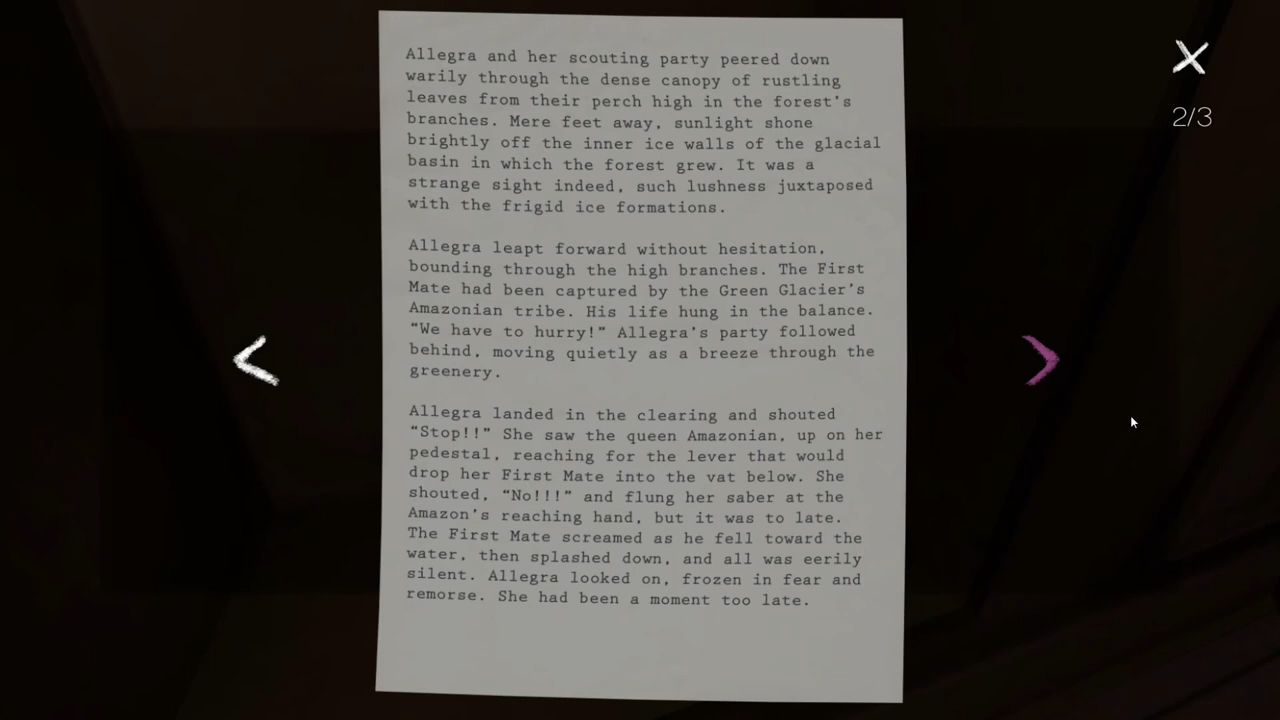 Allegra and her scouting party peered down
warily through the dense canopy of rustling
leaves from their perch high in the forest's
branches. Mere feet away, sunlight shone
brightly off the inner ice walls of the glacial
basin in which the forest grew. It was a
strange sight indeed, such lushness juxtaposed
with the frigid ice formations.
Allegra leapt forward without hesitation,
bounding through the high branches. The First
Mate had been captured by the Green Glacier's
Amazonian tribe. His life hung in the balance.
“We have to hurry!” Allegra's party followed
behind, moving quietly as a breeze through the
greenery.
Allegra landed in the clearing and shouted
“Stop!!” She saw the queen Amazonian, up on her
pedestal, reaching for the lever that would
drop her First Mate into the vat below. She
shouted, “No!!!” and flung her saber at the
Amazon's reaching hand, but it was to late.
The First Mate screamed as he fell toward the
water, then splashed down, and all was eerily
silent. Allegra looked on, frozen in fear and
remorse. She had been a moment too late.
2/3